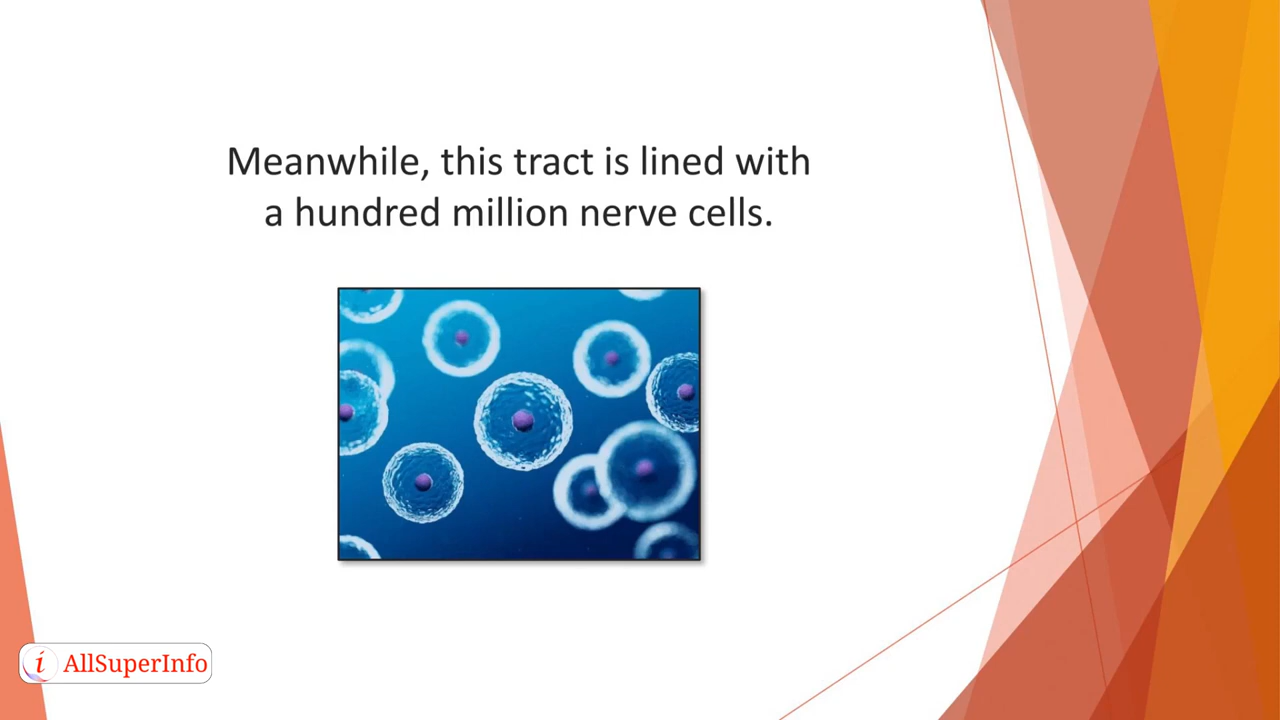 Meanwhile, this tract is lined with
a hundred million nerve cells.
i AllSuperInfo